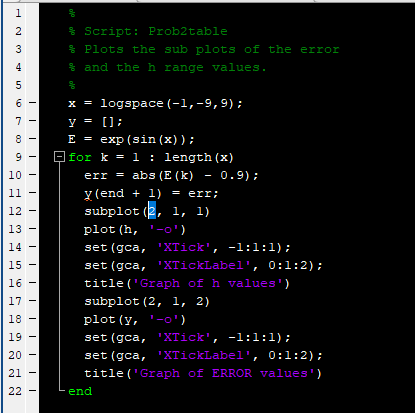 1 %
2 % Script: Prob2table
3 % Plots the sub plots of the error
4 % and the h range values.
5 %
6 – x = logspace(-1,-9,9);
7 – y = [];
8 – E = exp(sin(x));
9 – for k = 1 : length(x)
10 – err = abs(E(k) - 0.9);
11 – y(end + 1) = err;
12 – subplot(2, 1, 1)
13 – plot(h, '-o')
14 – set(gca, 'XTick', -1:1:1);
15 – set(gca, 'XTickLabel', 0:1:2);
16 – title('Graph of h values')
17 – subplot(2, 1, 2)
18 – plot(y, '-o')
19 – set(gca, 'XTick', -1:1:1);
20 – set(gca, 'XTickLabel', 0:1:2);
21 – title('Graph of ERROR values')
22 – end